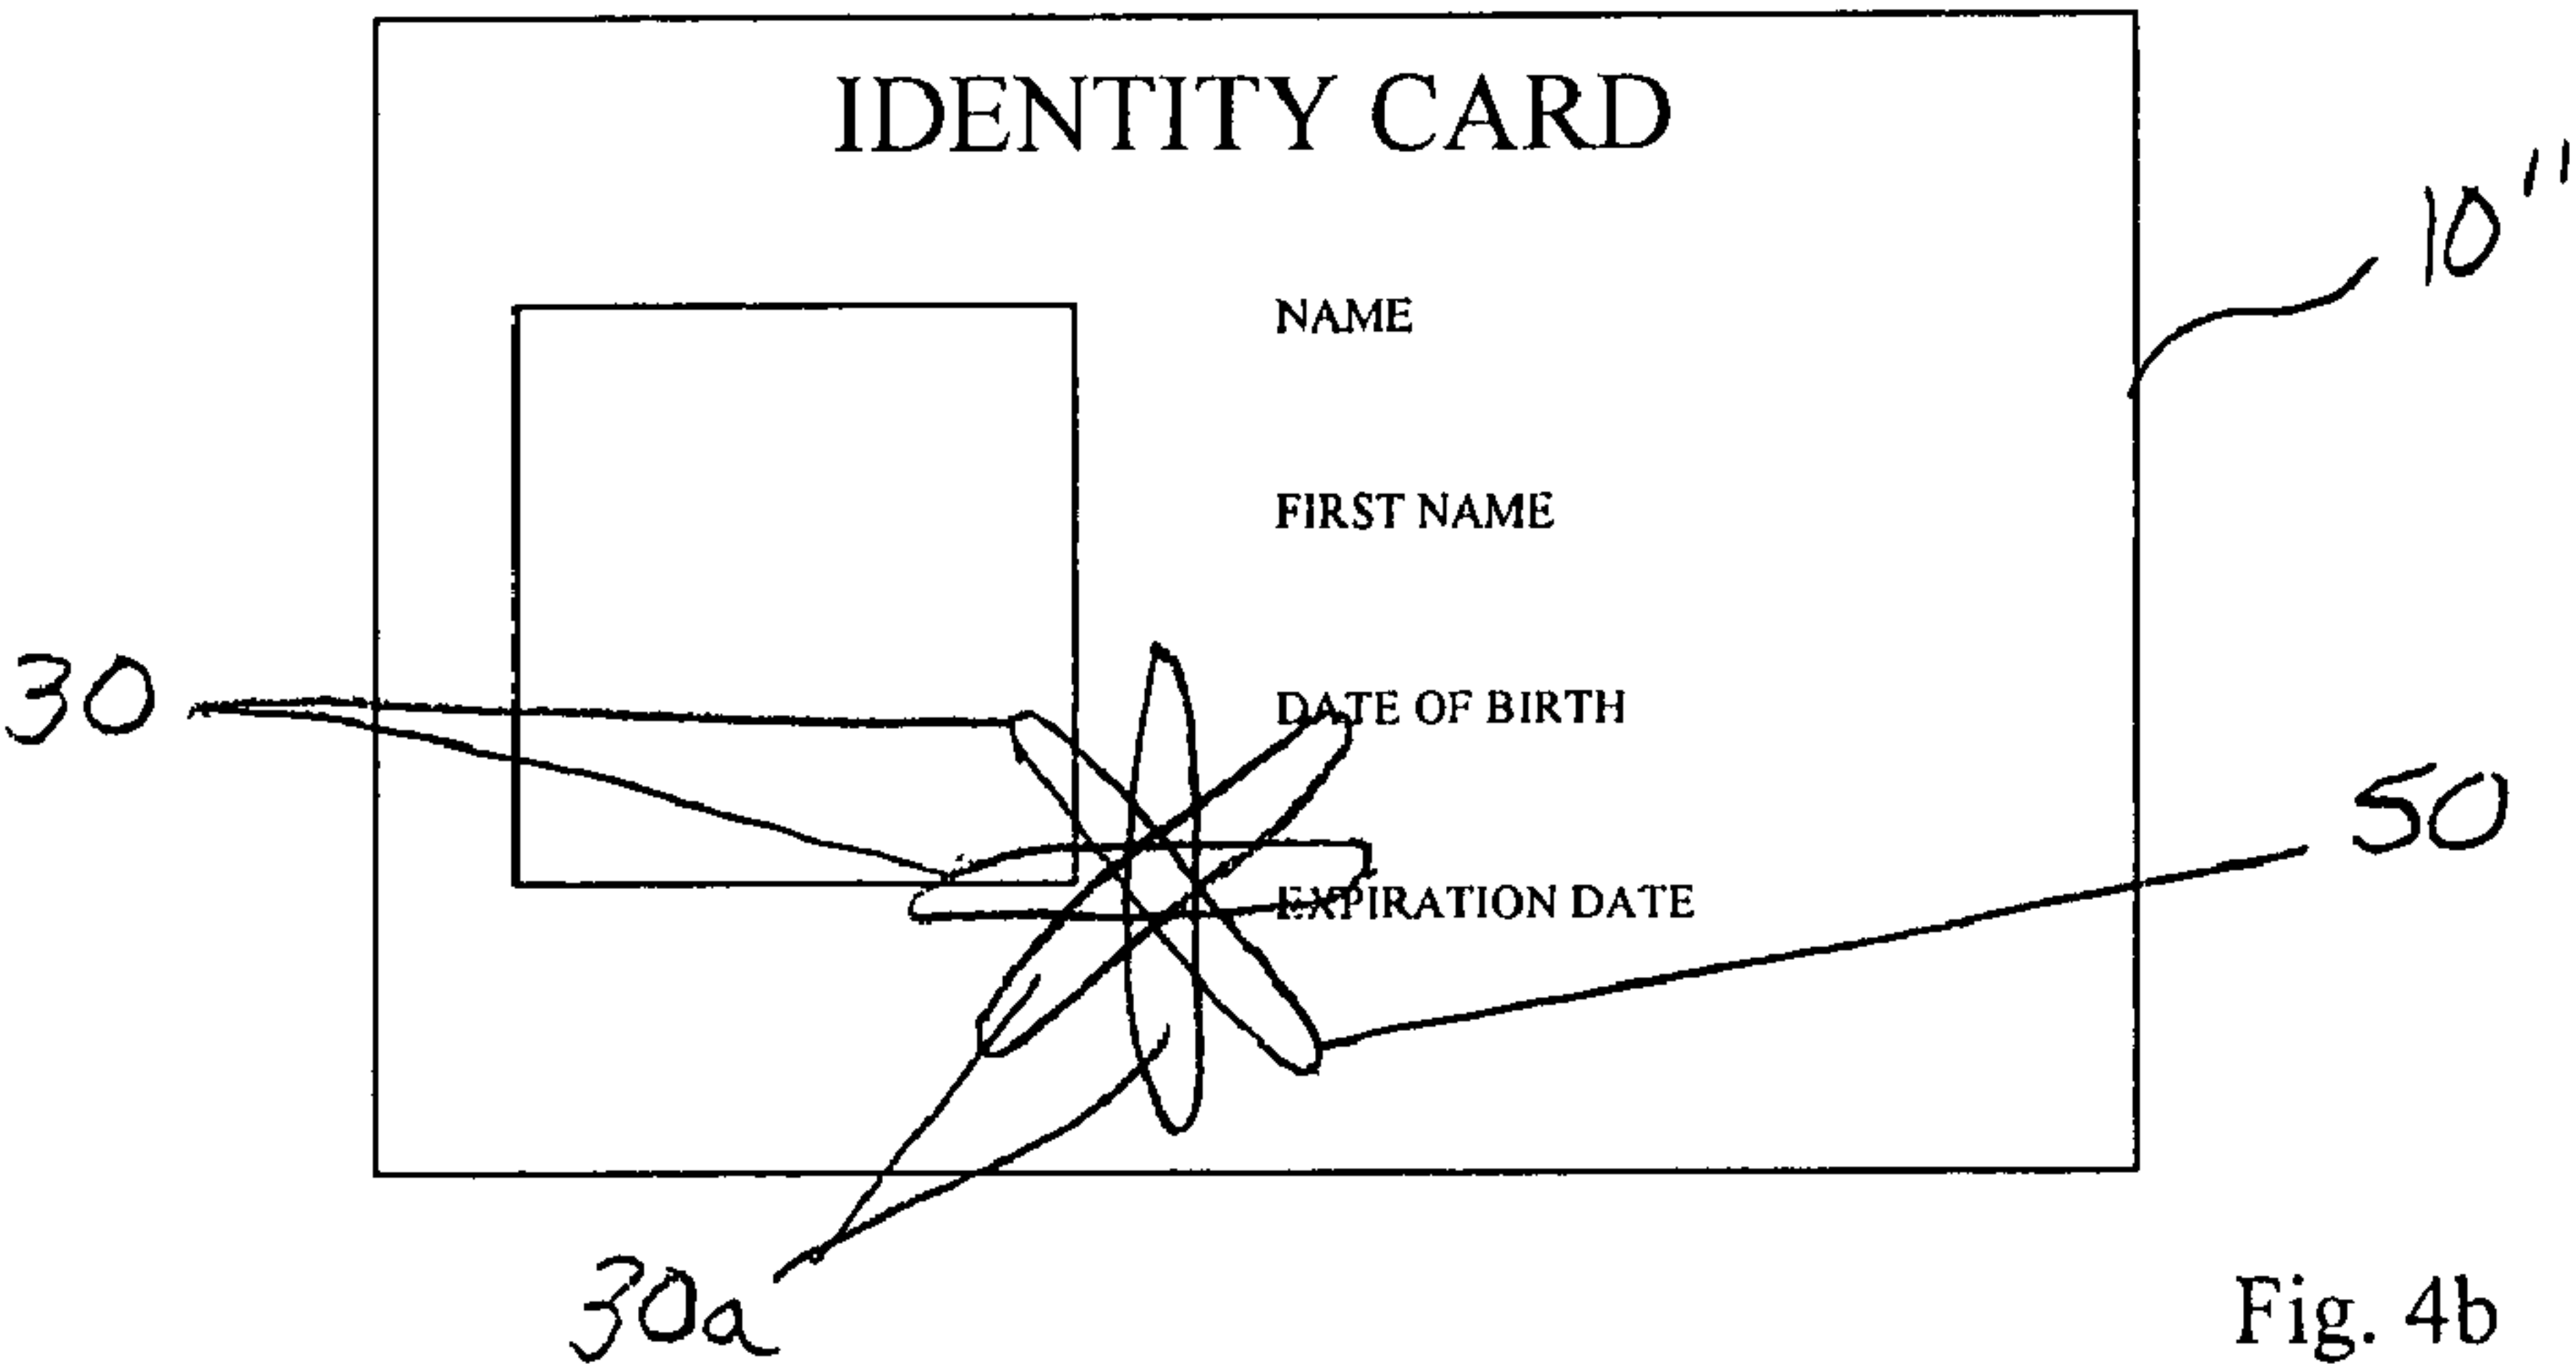 IDENTITY CARD
10"
NAME
FIRST NAME
30
DATE OF BIRTH
50
EXPIRATION DATE
30a
Fig. 4b